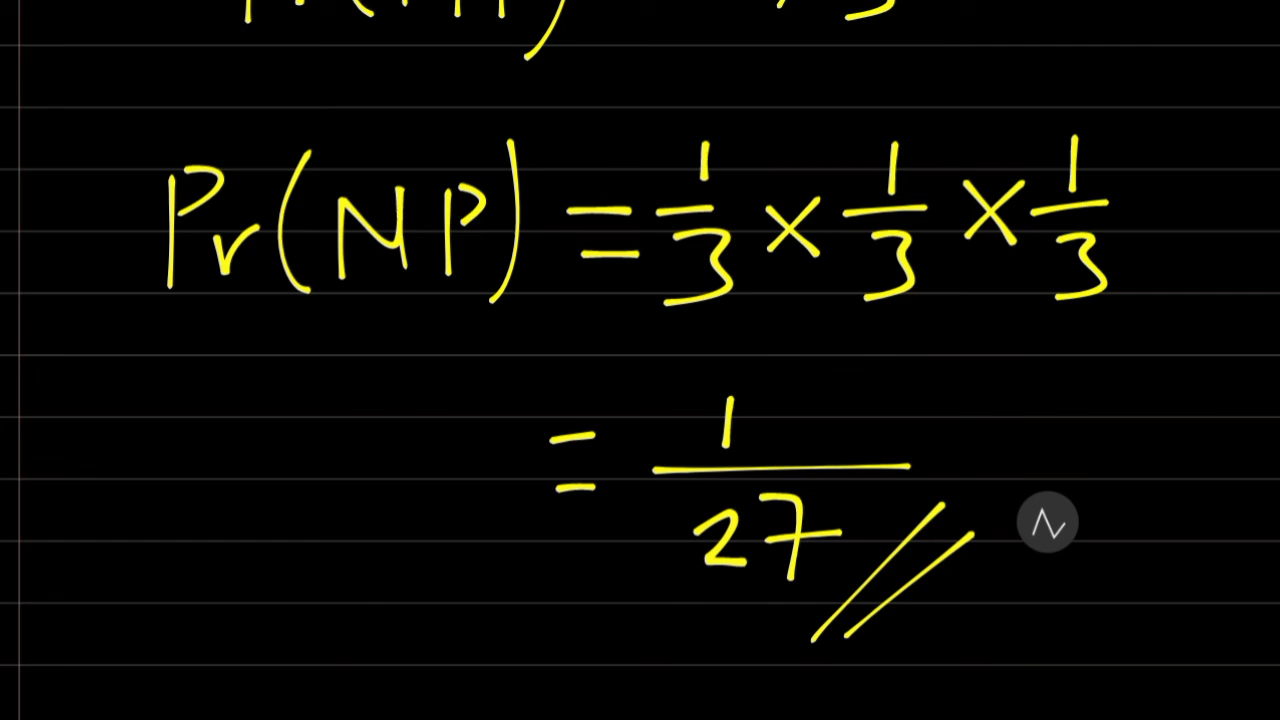 Pr(NP) = 1/3 × 1/3 × 1/3
= 1/27 //